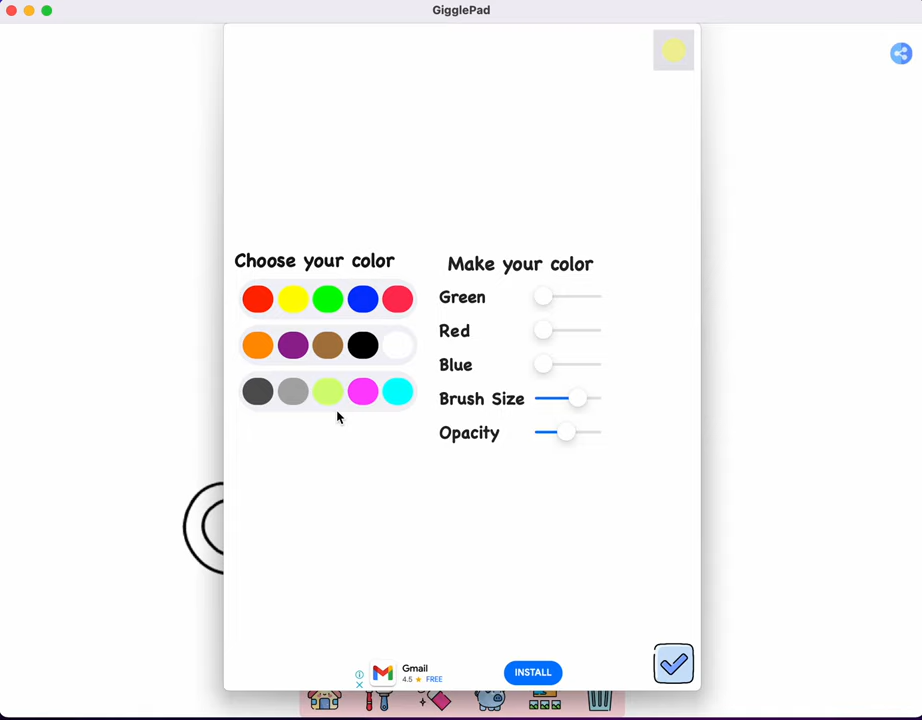 GigglePad
Choose your color
Make your color
Green
Red
Blue
Brush Size
Opacity
Gmail
4.5 ★ FREE
INSTALL